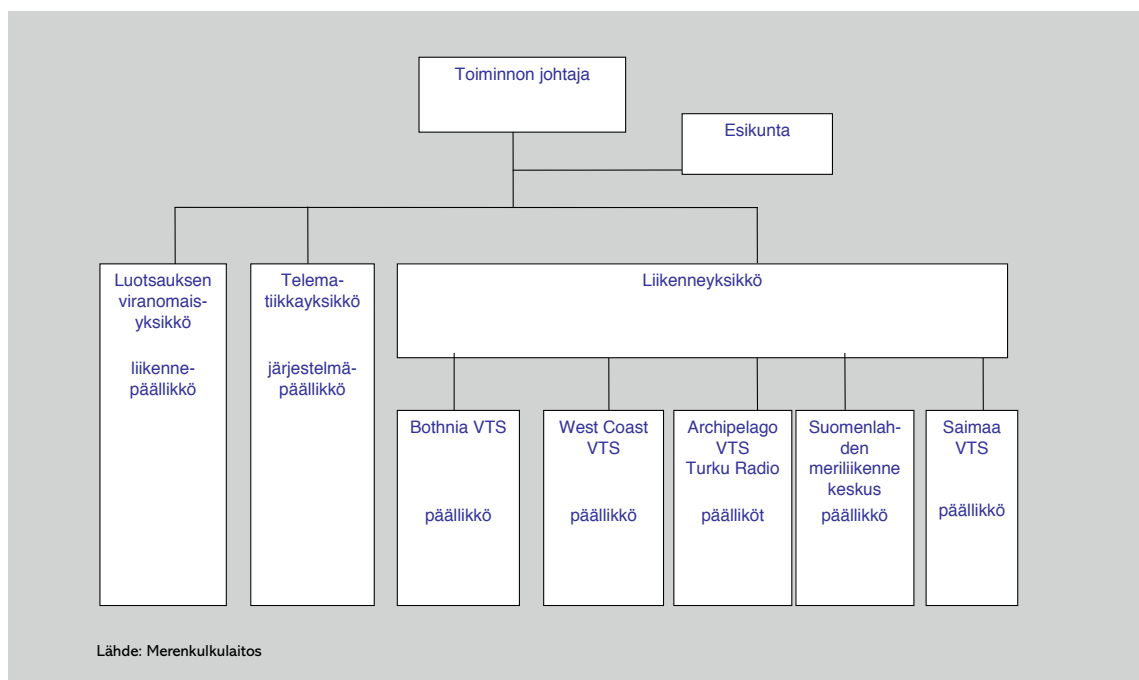 Toiminnon johtaja
Esikunta
Luotsauksen
viranomais-
yksikkö
liikenne-
päällikkö
Telema-
tiikkayksikkö
järjestelmä-
päällikkö
Liikenneyksikkö
Bothnia VTS
päällikkö
West Coast
VTS
päällikkö
Archipelago
VTS
Turku Radio
päälliköt
Suomenlah-
den
meriliikenne
keskus
päällikkö
Saimaa
VTS
päällikkö
Lähde: Merenkulkulaitos